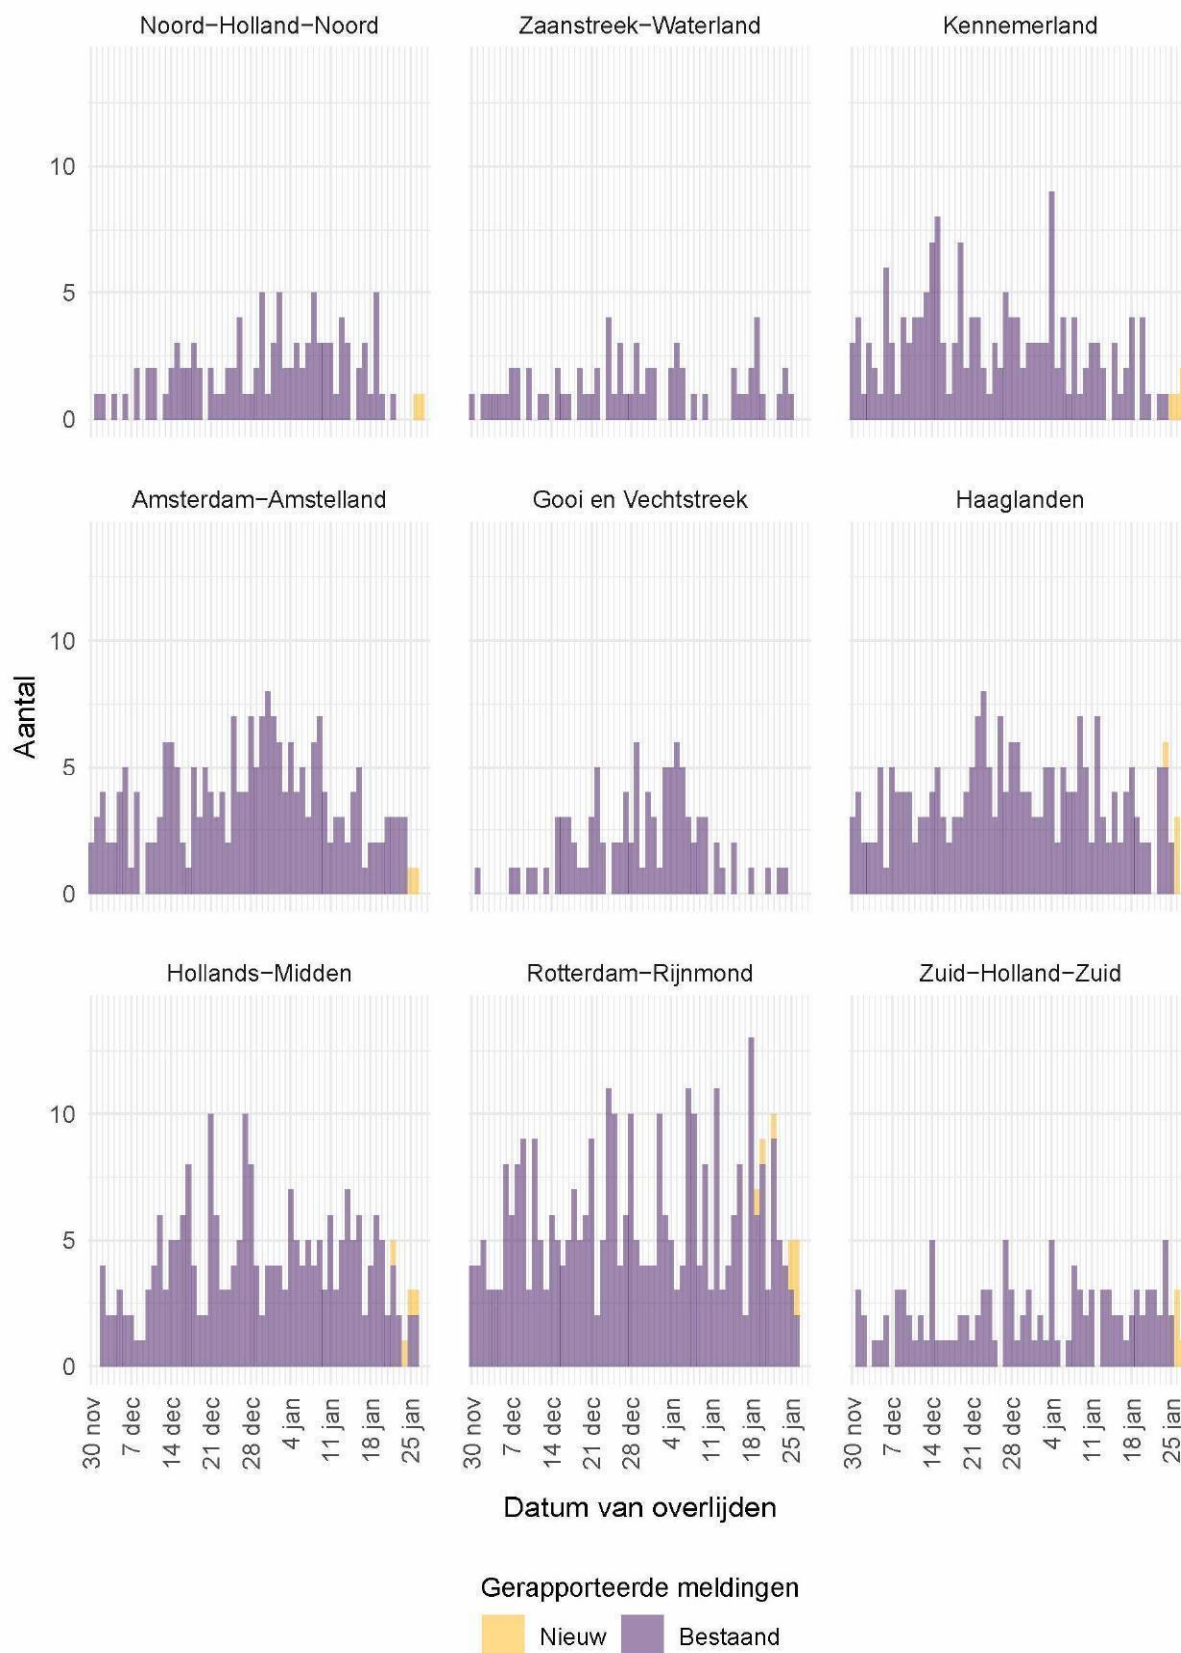 Noord-Holland-Noord
Zaanstreek-Waterland
Kennemerland
10
5
0
Amsterdam-Amstelland
Gooi en Vechtstreek
Haaglanden
Aantal
10
5
0
Hollands-Midden
Rotterdam-Rijnmond
Zuid-Holland-Zuid
10
5
0
30 nov
7 dec
14 dec
21 dec
28 dec
4 jan
11 jan
18 jan
25 jan
30 nov
7 dec
14 dec
21 dec
28 dec
4 jan
11 jan
18 jan
25 jan
30 nov
7 dec
14 dec
21 dec
28 dec
4 jan
11 jan
18 jan
25 jan
Datum van overlijden
Gerapporteerde meldingen
Nieuw Bestaand